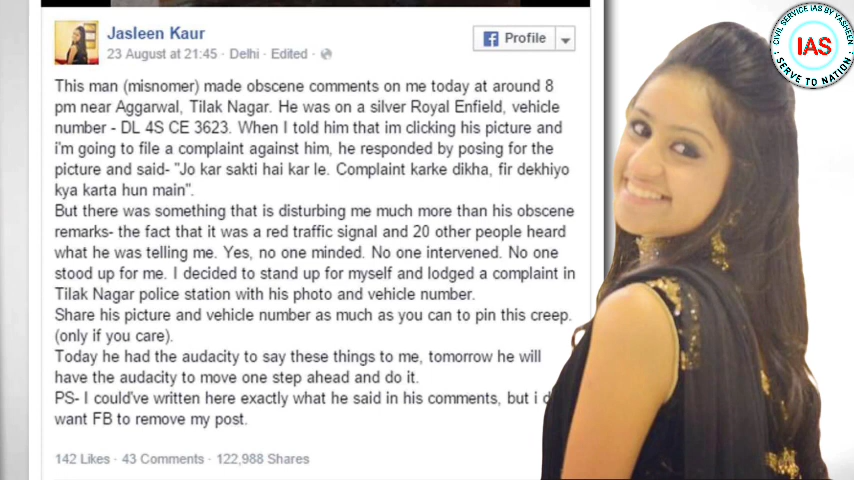 Jasleen Kaur
Profile
23 August at 21:45 · Delhi · Edited ·
This man (misnomer) made obscene comments on me today at around 8
pm near Aggarwal, Tilak Nagar. He was on a silver Royal Enfield, vehicle
number - DL 4S CE 3623. When I told him that im clicking his picture and
i'm going to file a complaint against him, he responded by posing for the
picture and said- "Jo kar sakti hai kar le. Complaint karke dikha, fir dekhiyo
kya karta hun main".
But there was something that is disturbing me much more than his obscene
remarks- the fact that it was a red traffic signal and 20 other people heard
what he was telling me. Yes, no one minded. No one intervened. No one
stood up for me. I decided to stand up for myself and lodged a complaint in
Tilak Nagar police station with his photo and vehicle number.
Share his picture and vehicle number as much as you can to pin this creep.
(only if you care).
Today he had the audacity to say these things to me, tomorrow he will
have the audacity to move one step ahead and do it.
PS- I could've written here exactly what he said in his comments, but i
want FB to remove my post.
142 Likes · 43 Comments · 122,988 Shares
CIVIL SERVICE IAS BY YASHEEN
IAS
SERVE TO NATION